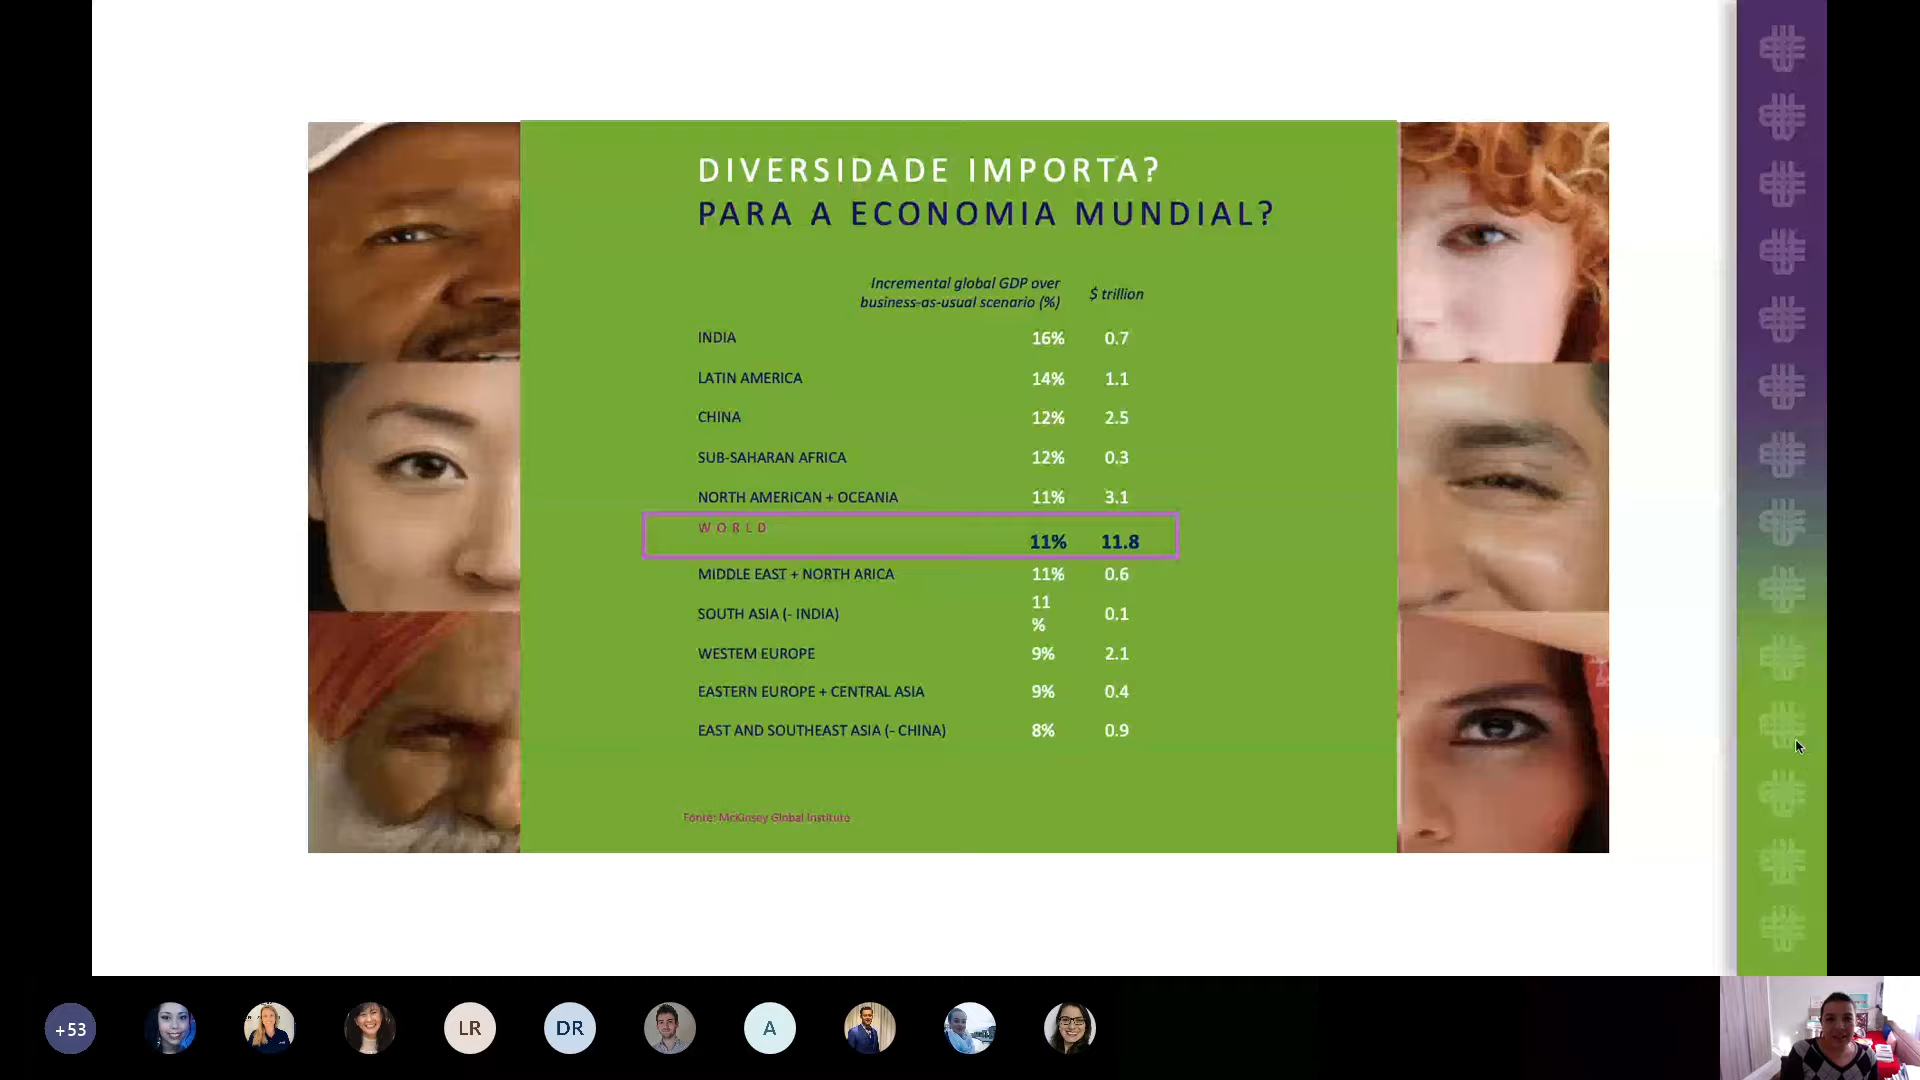 DIVERSIDADE IMPORTA?
PARA A ECONOMIA MUNDIAL?
Incremental global GDP over
business-as-usual scenario (%)
$ trillion
INDIA 16% 0.7
LATIN AMERICA 14% 1.1
CHINA 12% 2.5
SUB-SAHARAN AFRICA 12% 0.3
NORTH AMERICAN + OCEANIA 11% 3.1
WORLD 11% 11.8
MIDDLE EAST + NORTH ARICA 11% 0.6
SOUTH ASIA (- INDIA) 11
% 0.1
WESTEM EUROPE 9% 2.1
EASTERN EUROPE + CENTRAL ASIA 9% 0.4
EAST AND SOUTHEAST ASIA (- CHINA) 8% 0.9
Fonte: McKinsey Global Institute
+53
LR
DR
A